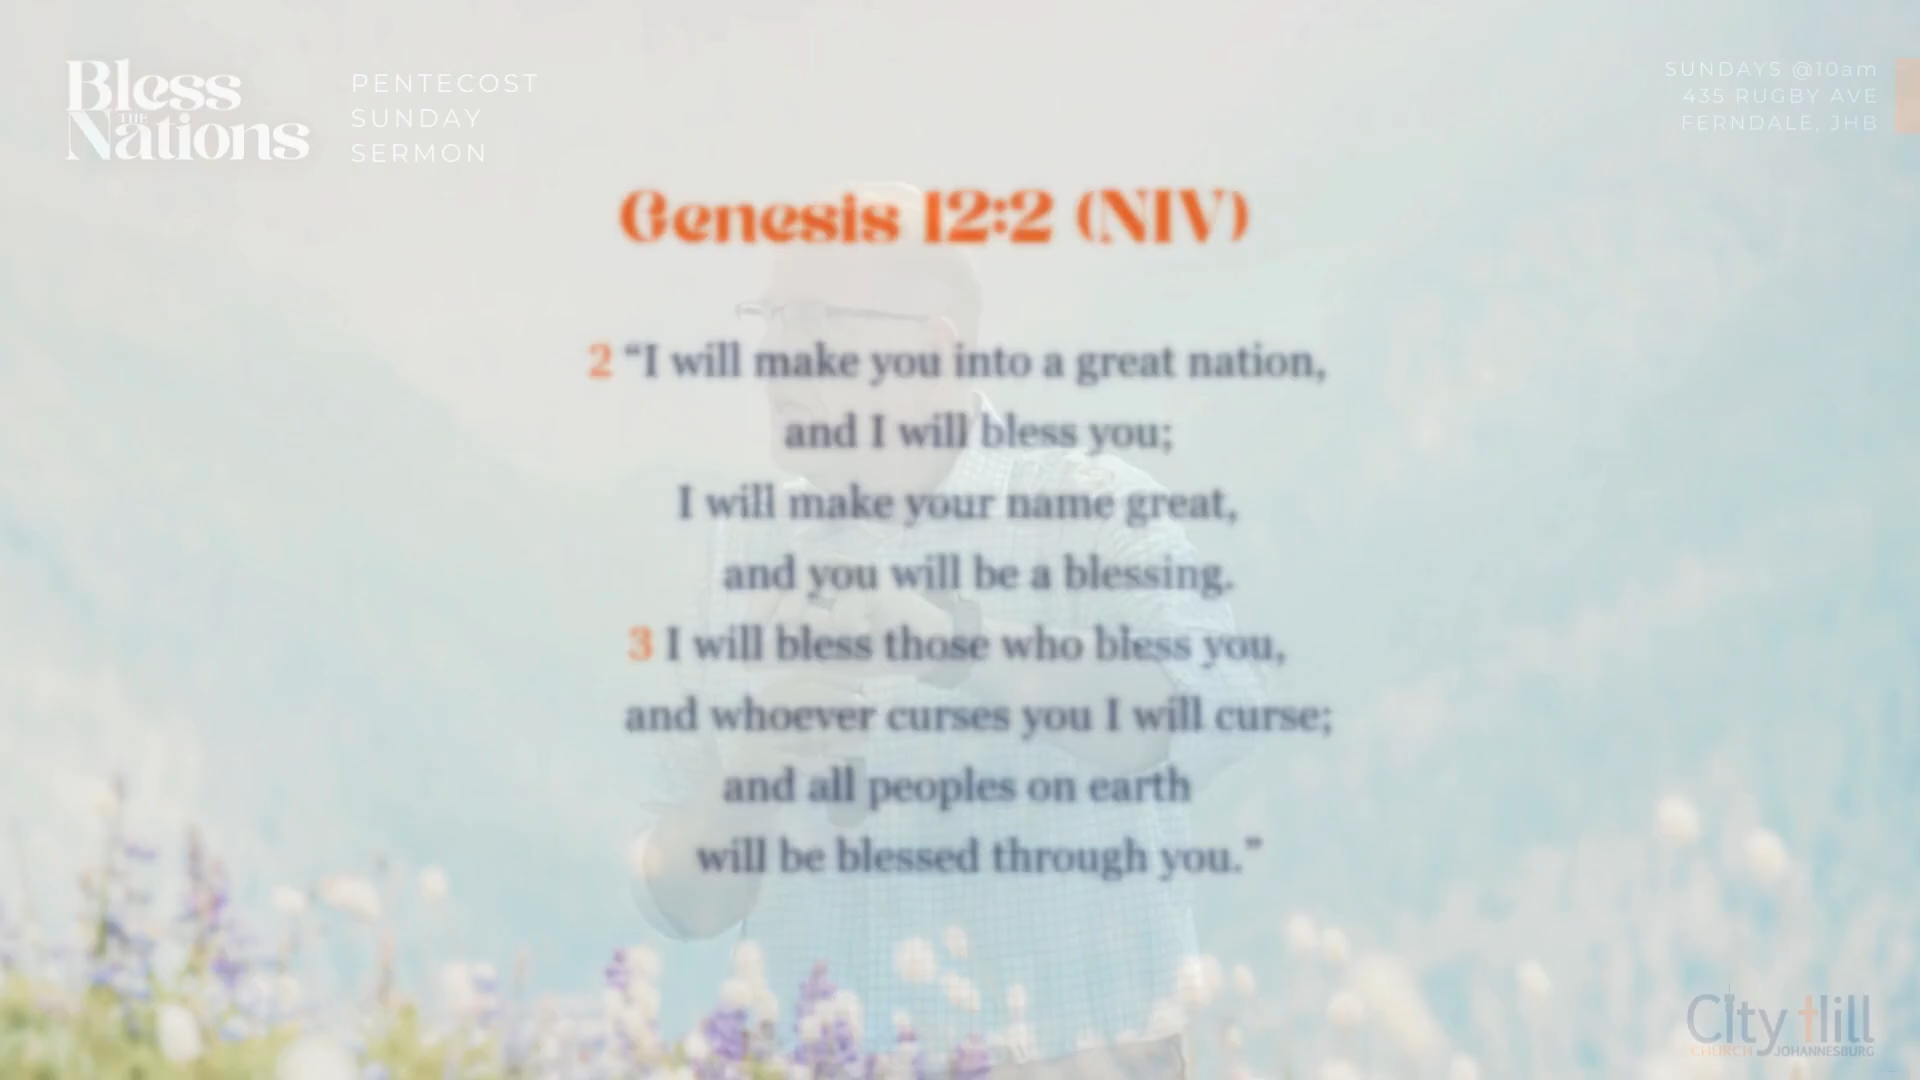 Bless
THE
Nations
PENTECOST
SUNDAY
SERMON
SUNDAYS @10am
435 RUGBY AVE
FERNDALE, JHB
Genesis 12:2 (NIV)
2 “I will make you into a great nation,
and I will bless you;
I will make your name great,
and you will be a blessing.
3 I will bless those who bless you,
and whoever curses you I will curse;
and all peoples on earth
will be blessed through you.”
City Hill
CHURCH JOHANNESBURG